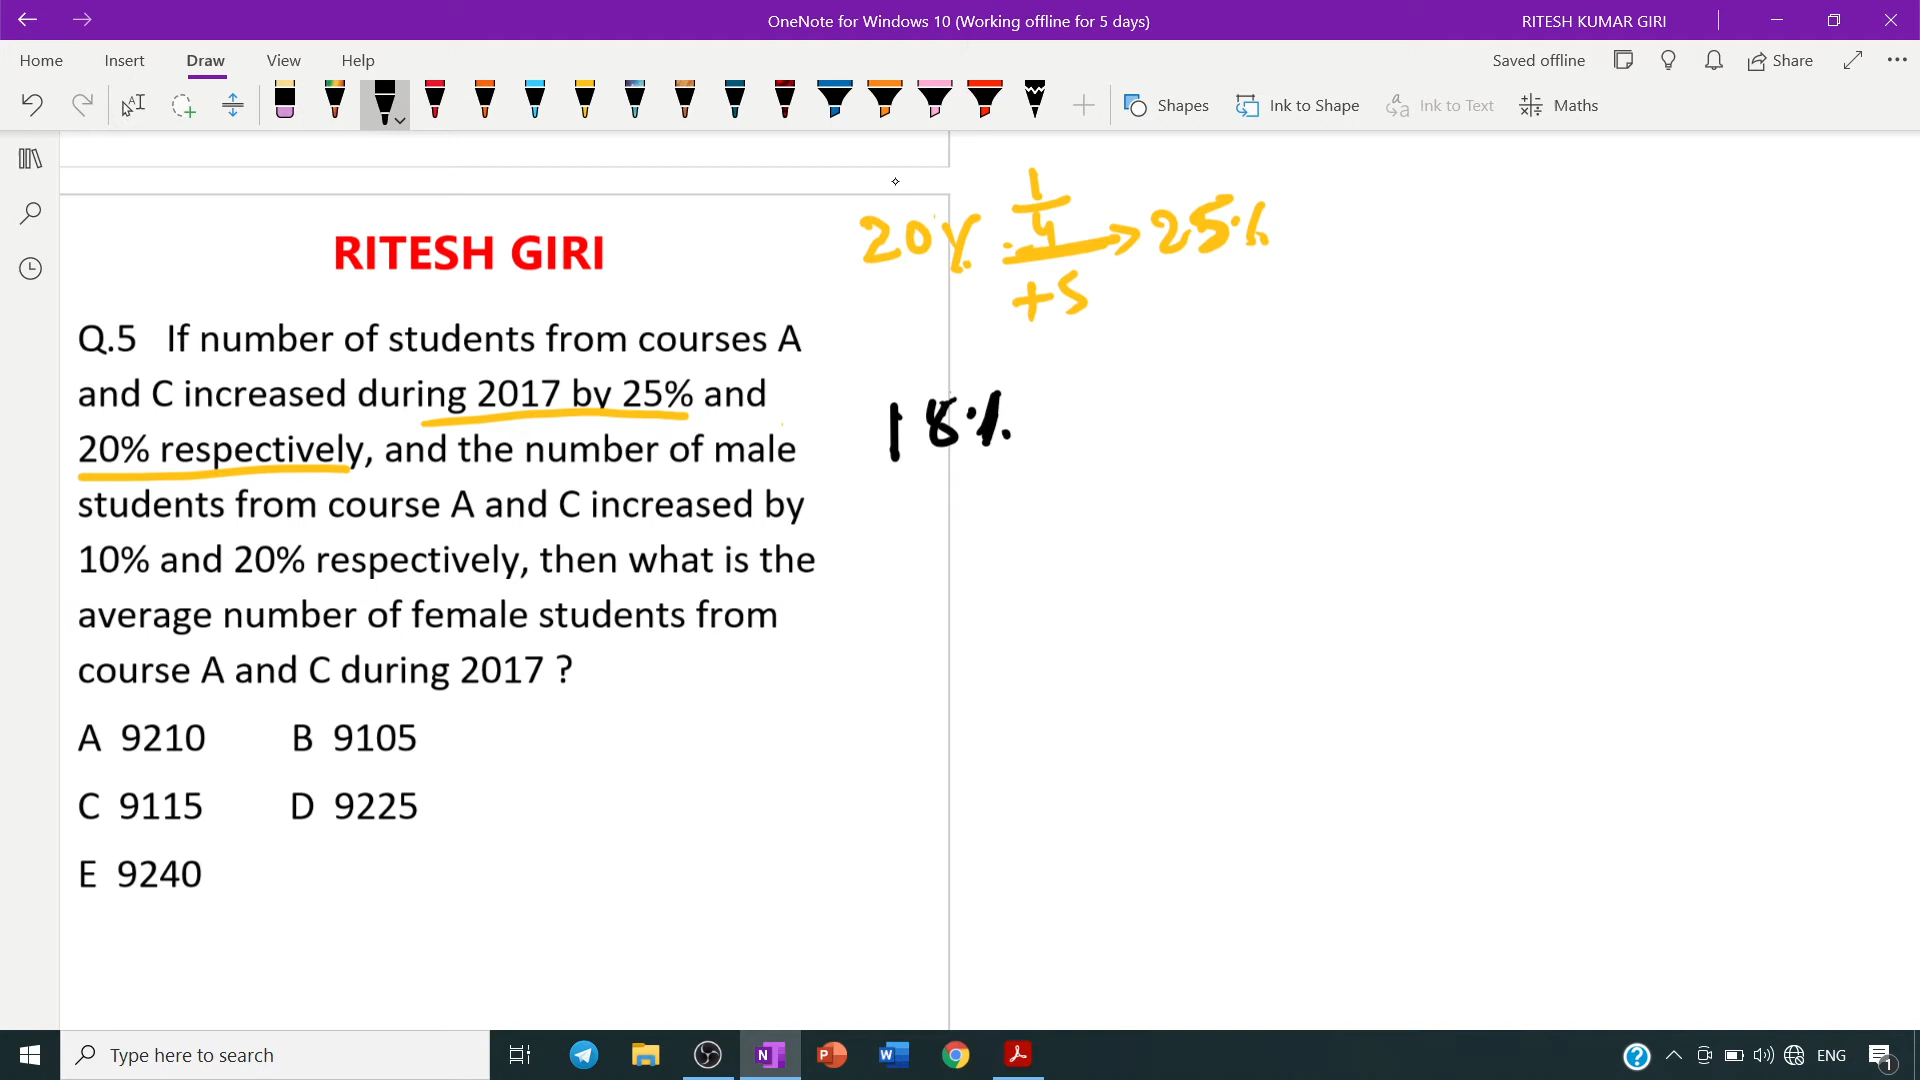 OneNote for Windows 10 (Working offline for 5 days)
RITESH KUMAR GIRI
Home Insert Draw View Help
Saved offline
Share
Shapes
Ink to Shape
Ink to Text
Maths
RITESH GIRI
Q.5 If number of students from courses A
and C increased during 2017 by 25% and
20% respectively, and the number of male
students from course A and C increased by
10% and 20% respectively, then what is the
average number of female students from
course A and C during 2017 ?
A 9210 B 9105
C 9115 D 9225
E 9240
20% 1/4 → 25%
+5
18%
Type here to search
ENG
1